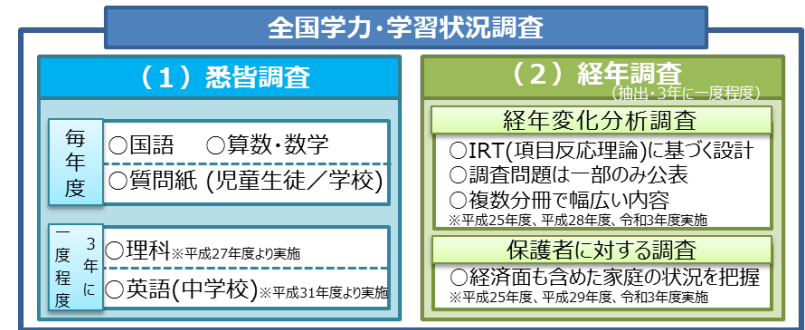 全国学力・学習状況調査
（１）悉皆調査
毎年度
○国語　○算数・数学
○質問紙 (児童生徒／学校)
３年に一度程度
○理科※平成27年度より実施
○英語(中学校)※平成31年度より実施
（２）経年調査
（抽出・3年に一度程度）
経年変化分析調査
○IRT(項目反応理論)に基づく設計
○調査問題は一部のみ公表
○複数分冊で幅広い内容
※平成25年度、平成28年度、令和3年度実施
保護者に対する調査
○経済面も含めた家庭の状況を把握
※平成25年度、平成29年度、令和3年度実施